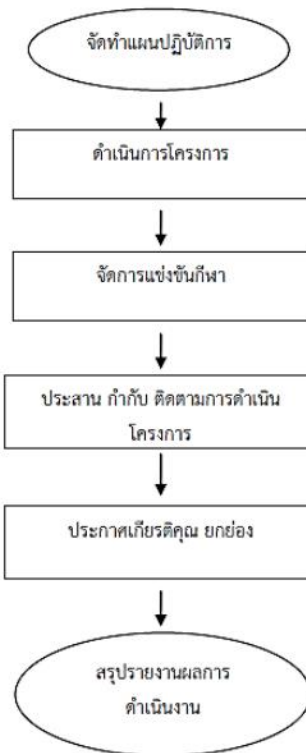 จัดทำแผนปฏิบัติการ
ดำเนินการโครงการ
จัดการแข่งขันกีฬา
ประสาน กำกับ ติดตามการดำเนิน
โครงการ
ประกาศเกียรติคุณ ยกย่อง
สรุปรายงานผลการ
ดำเนินงาน